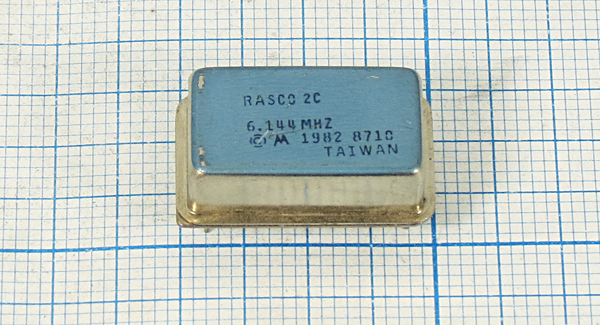 RASCO 2C
6.144MHZ
©M 1982 8710
TAIWAN